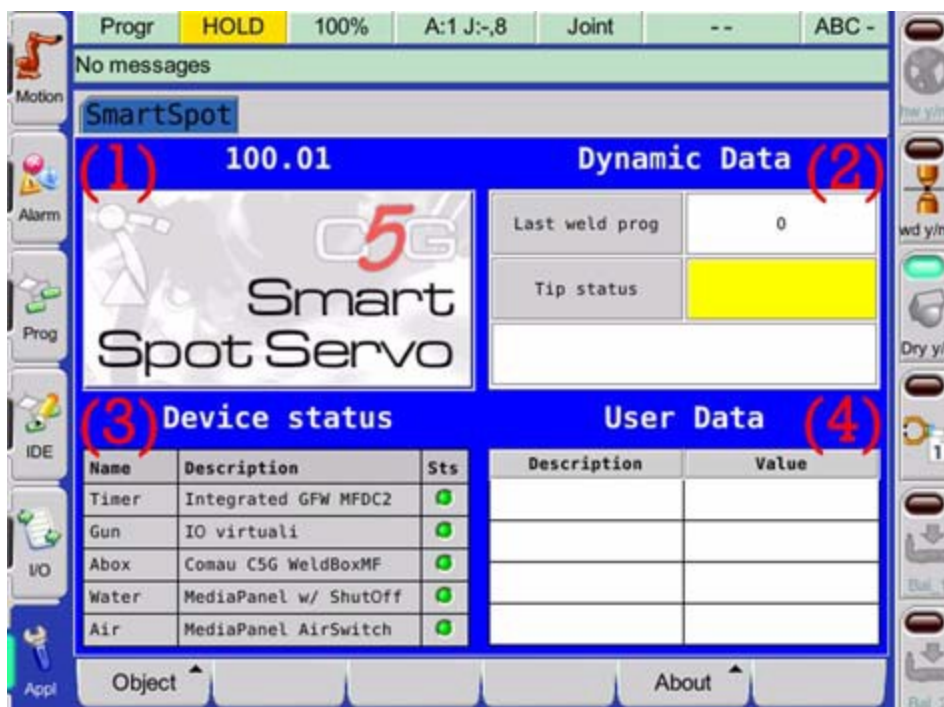 Progr HOLD 100% A:1 J:-,8 Joint -- ABC -
No messages
Motion
Alarm
Prog
IDE
I/O
Appl
SmartSpot
(1) 100.01
C5G
Smart
Spot Servo
Dynamic Data (2)
Last weld prog 0
Tip status
(3) Device status
Name Description Sts
Timer Integrated GFW MFDC2
Gun IO virtuali
Abox Comau C5G WeldBoxMF
Water MediaPanel w/ ShutOff
Air MediaPanel AirSwitch
User Data (4)
Description Value
Object About
wd y/n
Dry y/
1